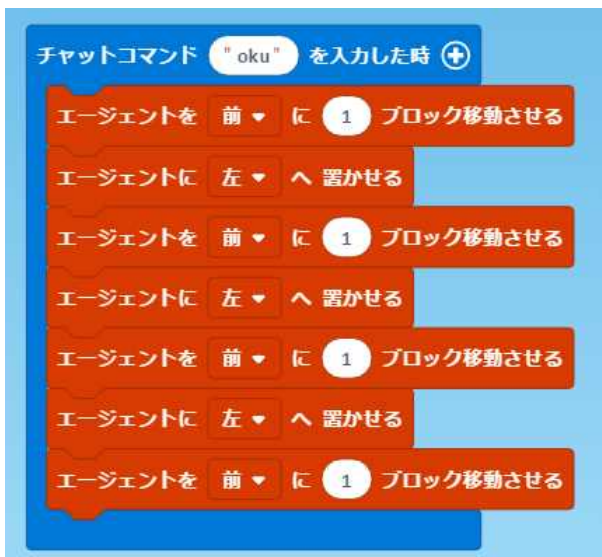 チャットコマンド "oku" を入力した時
エージェントを 前 に 1 ブロック移動させる
エージェントに 左 へ 置かせる
エージェントを 前 に 1 ブロック移動させる
エージェントに 左 へ 置かせる
エージェントを 前 に 1 ブロック移動させる
エージェントに 左 へ 置かせる
エージェントを 前 に 1 ブロック移動させる